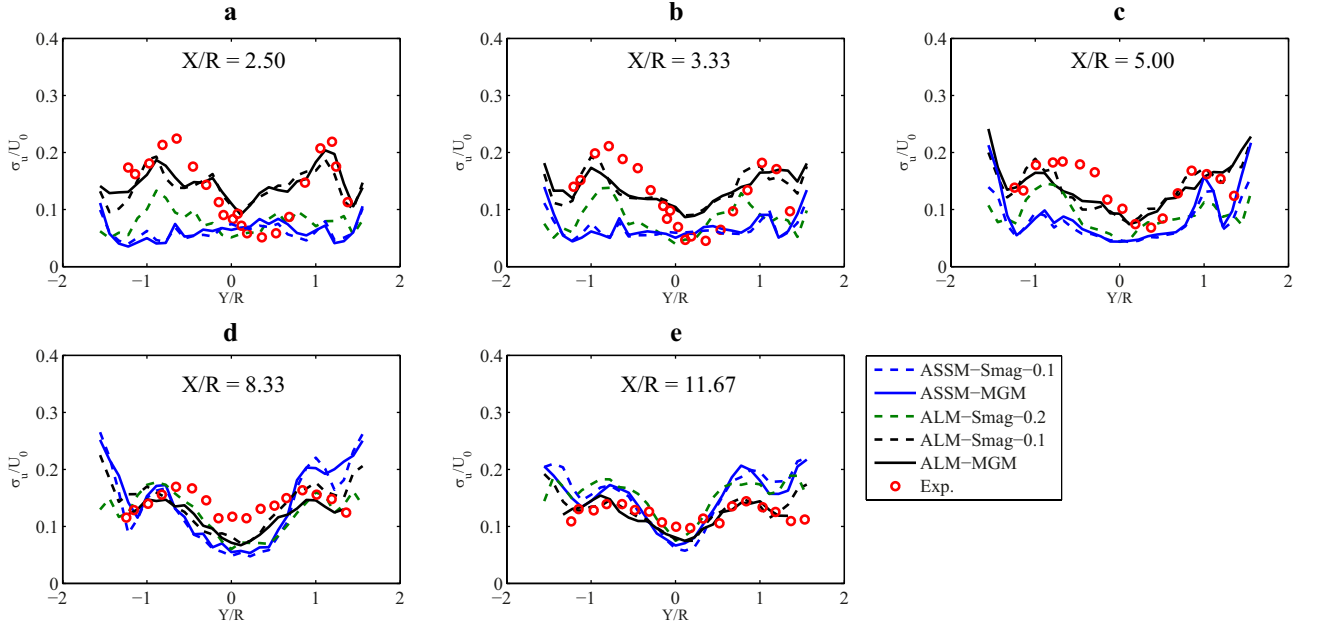 a
X/R = 2.50
σu/U0
0.4
0.3
0.2
0.1
0
−2
−1
0
1
2
Y/R
b
X/R = 3.33
σu/U0
0.4
0.3
0.2
0.1
0
−2
−1
0
1
2
Y/R
c
X/R = 5.00
σu/U0
0.4
0.3
0.2
0.1
0
−2
−1
0
1
2
Y/R
d
X/R = 8.33
σu/U0
0.4
0.3
0.2
0.1
0
−2
−1
0
1
2
Y/R
e
X/R = 11.67
σu/U0
0.4
0.3
0.2
0.1
0
−2
−1
0
1
2
Y/R
ASSM−Smag−0.1
ASSM−MGM
ALM−Smag−0.2
ALM−Smag−0.1
ALM−MGM
Exp.